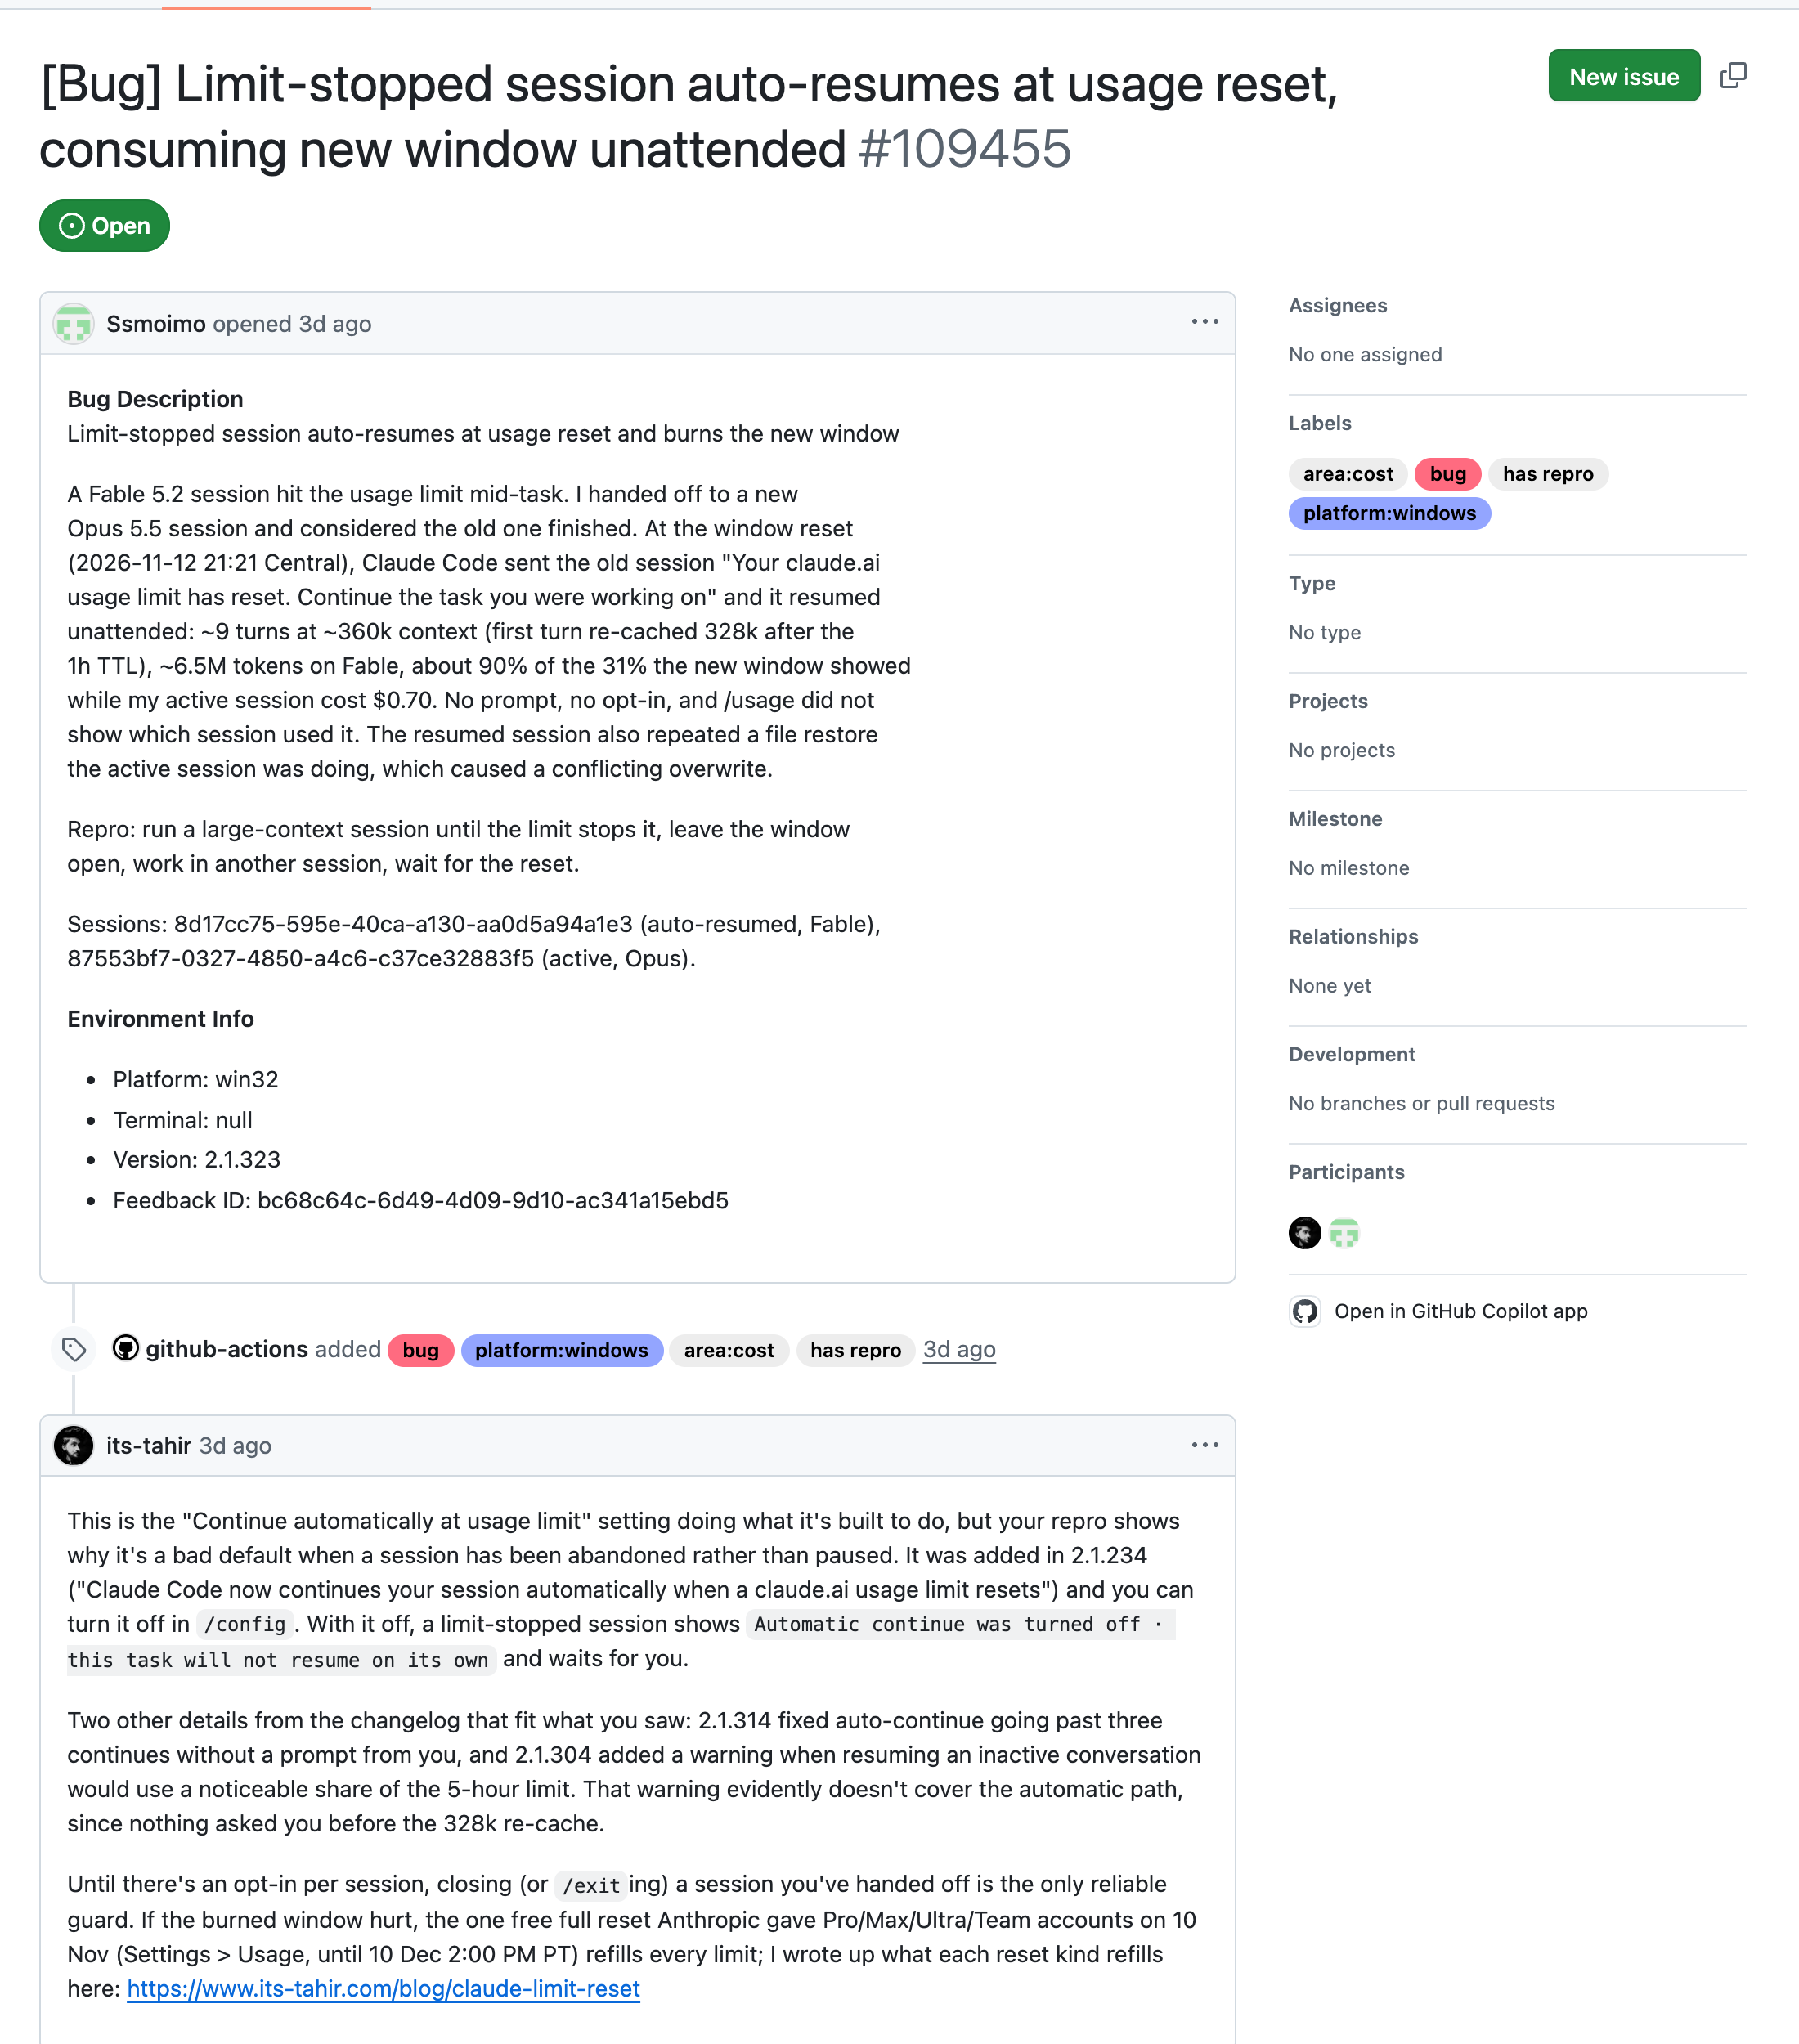 [Bug] Limit-stopped session auto-resumes at usage reset,
consuming new window unattended #109455
New issue
Open
Ssmoimo opened 3d ago
Bug Description
Limit-stopped session auto-resumes at usage reset and burns the new window
A Fable 5.2 session hit the usage limit mid-task. I handed off to a new
Opus 5.5 session and considered the old one finished. At the window reset
(2026-11-12 21:21 Central), Claude Code sent the old session "Your claude.ai
usage limit has reset. Continue the task you were working on" and it resumed
unattended: ~9 turns at ~360k context (first turn re-cached 328k after the
1h TTL), ~6.5M tokens on Fable, about 90% of the 31% the new window showed
while my active session cost $0.70. No prompt, no opt-in, and /usage did not
show which session used it. The resumed session also repeated a file restore
the active session was doing, which caused a conflicting overwrite.
Repro: run a large-context session until the limit stops it, leave the window
open, work in another session, wait for the reset.
Sessions: 8d17cc75-595e-40ca-a130-aa0d5a94a1e3 (auto-resumed, Fable),
87553bf7-0327-4850-a4c6-c37ce32883f5 (active, Opus).
Environment Info
• Platform: win32
• Terminal: null
• Version: 2.1.323
• Feedback ID: bc68c64c-6d49-4d09-9d10-ac341a15ebd5
github-actions added bug platform:windows area:cost has repro 3d ago
its-tahir 3d ago
This is the "Continue automatically at usage limit" setting doing what it's built to do, but your repro shows
why it's a bad default when a session has been abandoned rather than paused. It was added in 2.1.234
("Claude Code now continues your session automatically when a claude.ai usage limit resets") and you can
turn it off in /config. With it off, a limit-stopped session shows Automatic continue was turned off ·
this task will not resume on its own and waits for you.
Two other details from the changelog that fit what you saw: 2.1.314 fixed auto-continue going past three
continues without a prompt from you, and 2.1.304 added a warning when resuming an inactive conversation
would use a noticeable share of the 5-hour limit. That warning evidently doesn't cover the automatic path,
since nothing asked you before the 328k re-cache.
Until there's an opt-in per session, closing (or /exiting) a session you've handed off is the only reliable
guard. If the burned window hurt, the one free full reset Anthropic gave Pro/Max/Ultra/Team accounts on 10
Nov (Settings > Usage, until 10 Dec 2:00 PM PT) refills every limit; I wrote up what each reset kind refills
here: https://www.its-tahir.com/blog/claude-limit-reset
Assignees
No one assigned
Labels
area:cost bug has repro
platform:windows
Type
No type
Projects
No projects
Milestone
No milestone
Relationships
None yet
Development
No branches or pull requests
Participants
Open in GitHub Copilot app